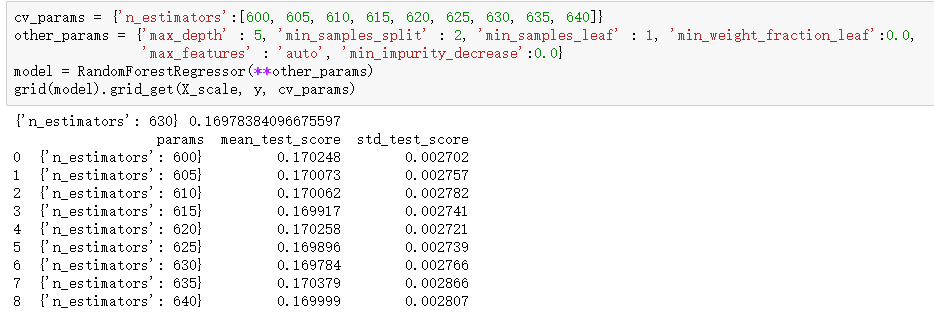 cv_params = {'n_estimators':[600, 605, 610, 615, 620, 625, 630, 635, 640]}
other_params = {'max_depth' : 5, 'min_samples_split' : 2, 'min_samples_leaf' : 1, 'min_weight_fraction_leaf':0.0,
'max_features' : 'auto', 'min_impurity_decrease':0.0}
model = RandomForestRegressor(**other_params)
grid(model).grid_get(X_scale, y, cv_params)
{'n_estimators': 630} 0.16978384096675597
params mean_test_score std_test_score
0 {'n_estimators': 600} 0.170248 0.002702
1 {'n_estimators': 605} 0.170073 0.002757
2 {'n_estimators': 610} 0.170062 0.002782
3 {'n_estimators': 615} 0.169917 0.002741
4 {'n_estimators': 620} 0.170258 0.002721
5 {'n_estimators': 625} 0.169896 0.002739
6 {'n_estimators': 630} 0.169784 0.002766
7 {'n_estimators': 635} 0.170379 0.002866
8 {'n_estimators': 640} 0.169999 0.002807